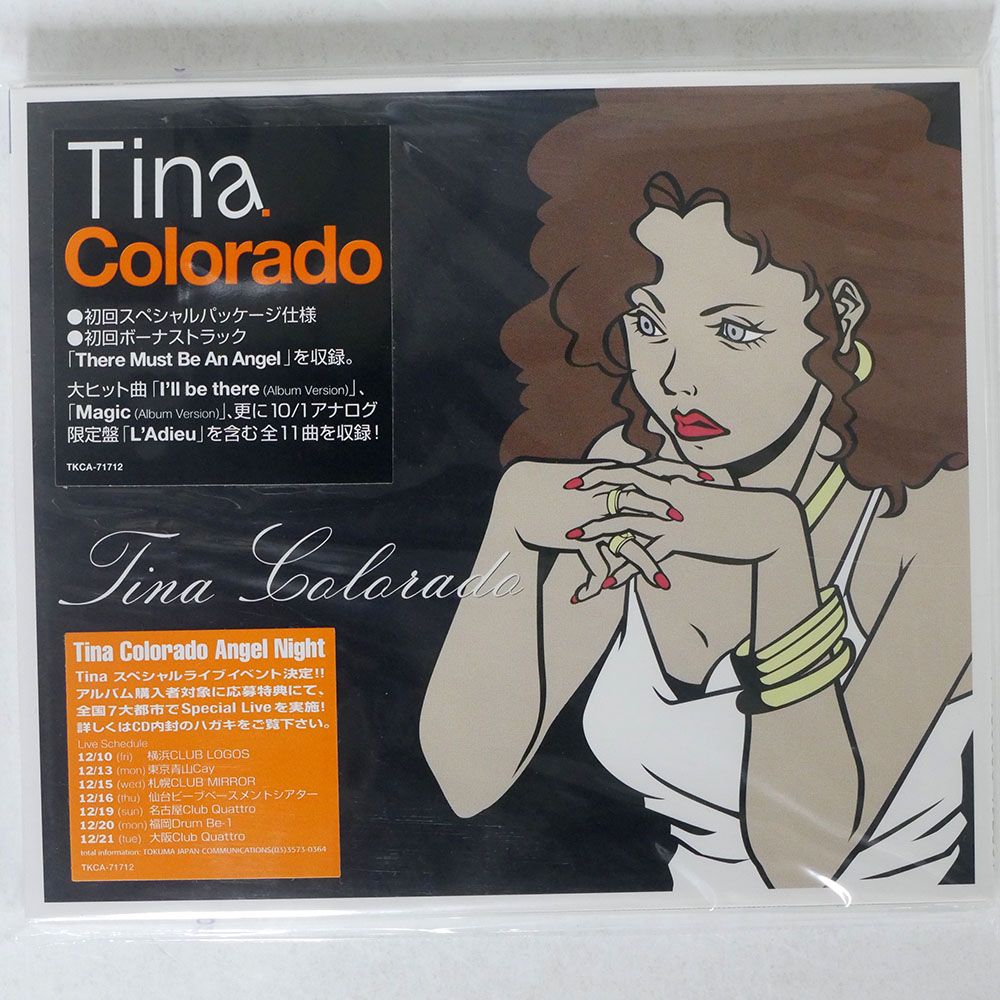 Tina.
Colorado
●初回スペシャルパッケージ仕様
●初回ボーナストラック
「There Must Be An Angel」を収録。
大ヒット曲「I'll be there (Album Version)」、
「Magic (Album Version)」、更に10/1アナログ
限定盤「L'Adieu」を含む全11曲を収録!
TKCA-71712
Tina Colorado
Tina Colorado Angel Night
Tina スペシャルライブイベント決定!!
アルバム購入者対象に応募特典にて、
全国7大都市でSpecial Liveを実施!
詳しくはCD内封のハガキをご覧下さい。
Live Schedule
12/10 (fri) 横浜CLUB LOGOS
12/13 (mon) 東京青山Cay
12/15 (wed) 札幌CLUB MIRROR
12/16 (thu) 仙台ビーブベースメントシアター
12/19 (sun) 名古屋Club Quattro
12/20 (mon) 福岡Drum Be-1
12/21 (tue) 大阪Club Quattro
total information: TOKUMA JAPAN COMMUNICATIONS(03)3573-0364
TKCA-71712